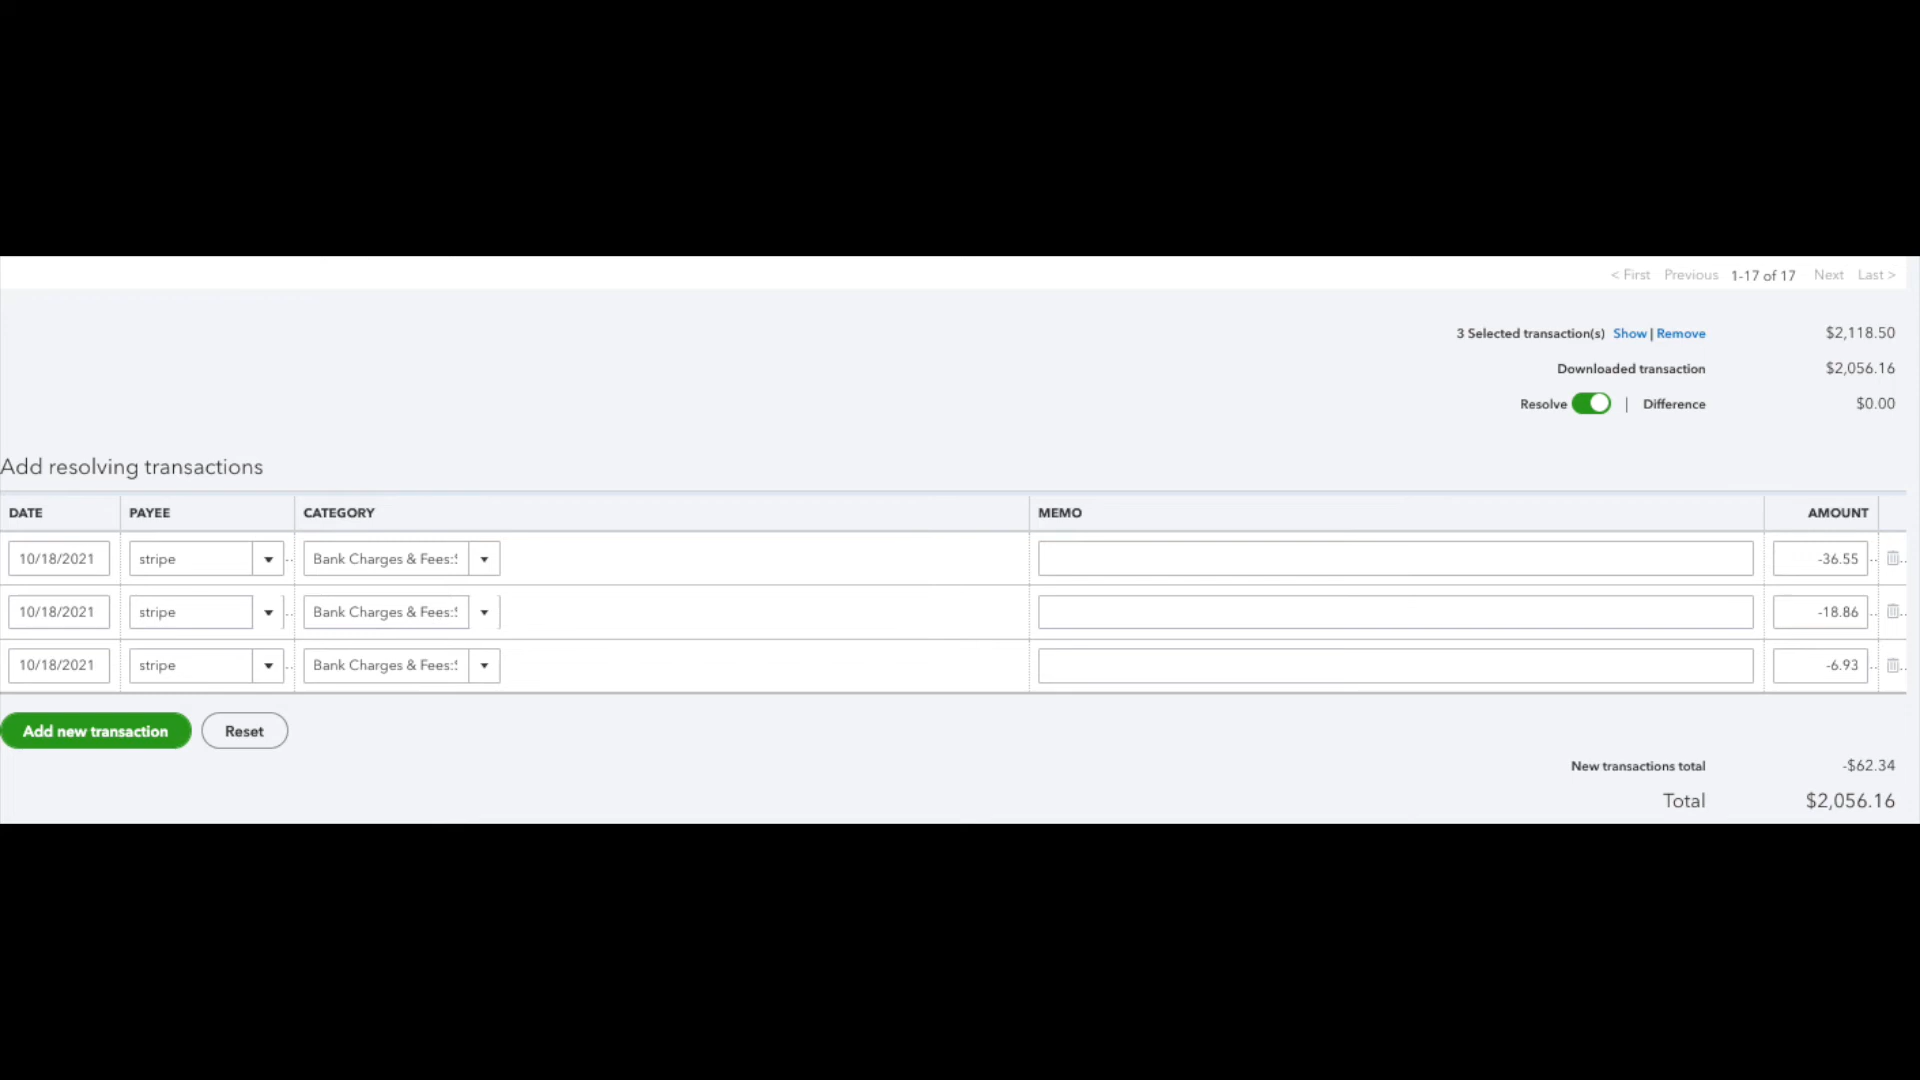 < First Previous 1-17 of 17 Next Last >
3 Selected transaction(s) Show | Remove $2,118.50
Downloaded transaction $2,056.16
Resolve | Difference $0.00
Add resolving transactions
DATE PAYEE CATEGORY MEMO AMOUNT
10/18/2021 stripe Bank Charges & Fees: -36.55
10/18/2021 stripe Bank Charges & Fees: -18.86
10/18/2021 stripe Bank Charges & Fees: -6.93
Add new transaction Reset
New transactions total -$62.34
Total $2,056.16